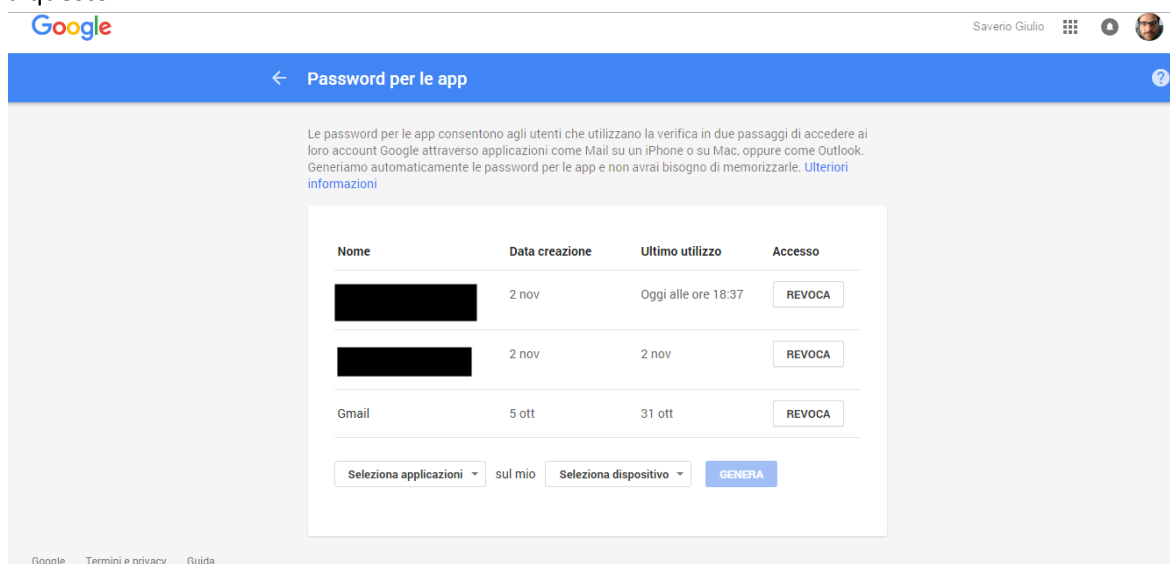 Google Saverio Giulio
Password per le app
Le password per le app consentono agli utenti che utilizzano la verifica in due passaggi di accedere ai
loro account Google attraverso applicazioni come Mail su un iPhone o su Mac, oppure come Outlook.
Generiamo automaticamente le password per le app e non avrai bisogno di memorizzarle. Ulteriori
informazioni
Nome Data creazione Ultimo utilizzo Accesso
2 nov Oggi alle ore 18:37 REVOCA
2 nov 2 nov REVOCA
Gmail 5 ott 31 ott REVOCA
Seleziona applicazioni sul mio Seleziona dispositivo GENERA
Google Termini e privacy Guida